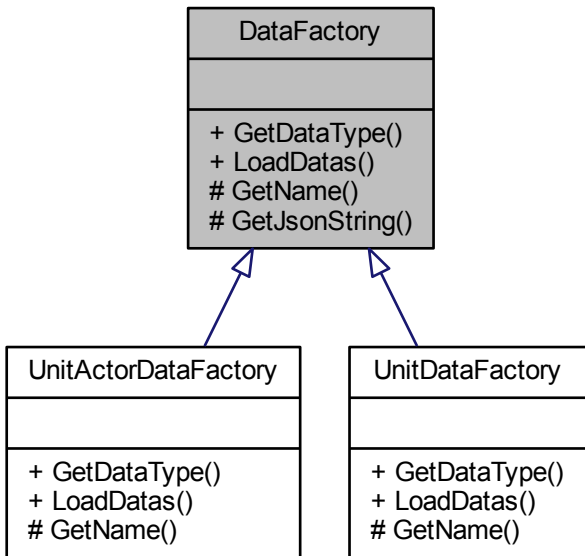 DataFactory
+ GetDataType()
+ LoadDatas()
# GetName()
# GetJsonString()
UnitActorDataFactory
+ GetDataType()
+ LoadDatas()
# GetName()
UnitDataFactory
+ GetDataType()
+ LoadDatas()
# GetName()